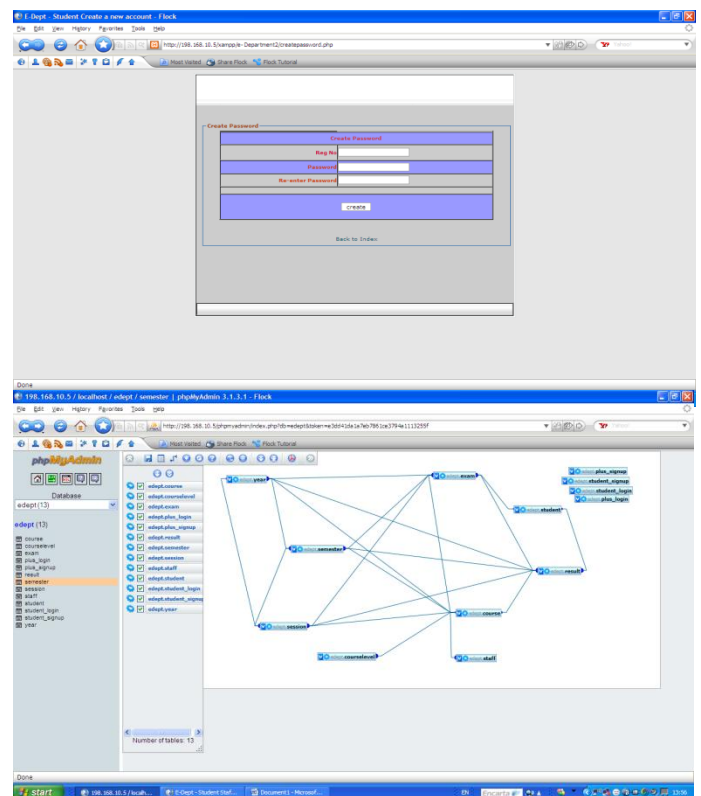 E-Dept - Student Create a new account - Flock
File Edit View History Favorites Tools Help
http://198.168.10.5/xampp/e- Department2/createpassword.php
Most Visited Share Flock Flock Tutorial
Create Password
Create Password
Reg No
Password
Re-enter Password
create
Back to Index
Done
198.168.10.5 / localhost / edept / semester | phpMyAdmin 3.1.3.1 - Flock
File Edit View History Favorites Tools Help
Most Visited Share Flock Flock Tutorial
phpMyAdmin
Database
edept (13)
edept (13)
course
courselevel
exam
plus_login
plus_signup
result
semester
session
staff
student
student_login
student_signup
year
edept.course
edept.courselevel
edept.exam
edept.plus_login
edept.plus_signup
edept.result
edept.semester
edept.session
edept.staff
edept.student
edept.student_login
edept.student_signup
edept.year
Number of tables: 13
year
exam
plus_signup
student_signup
student_login
plus_login
student
semester
result
course
session
courselevel
staff
Done
start
198.168.10.5 / localh...
E-Dept - Student Staf...
Document1 - Microsof...
EN
Encarta
13:56